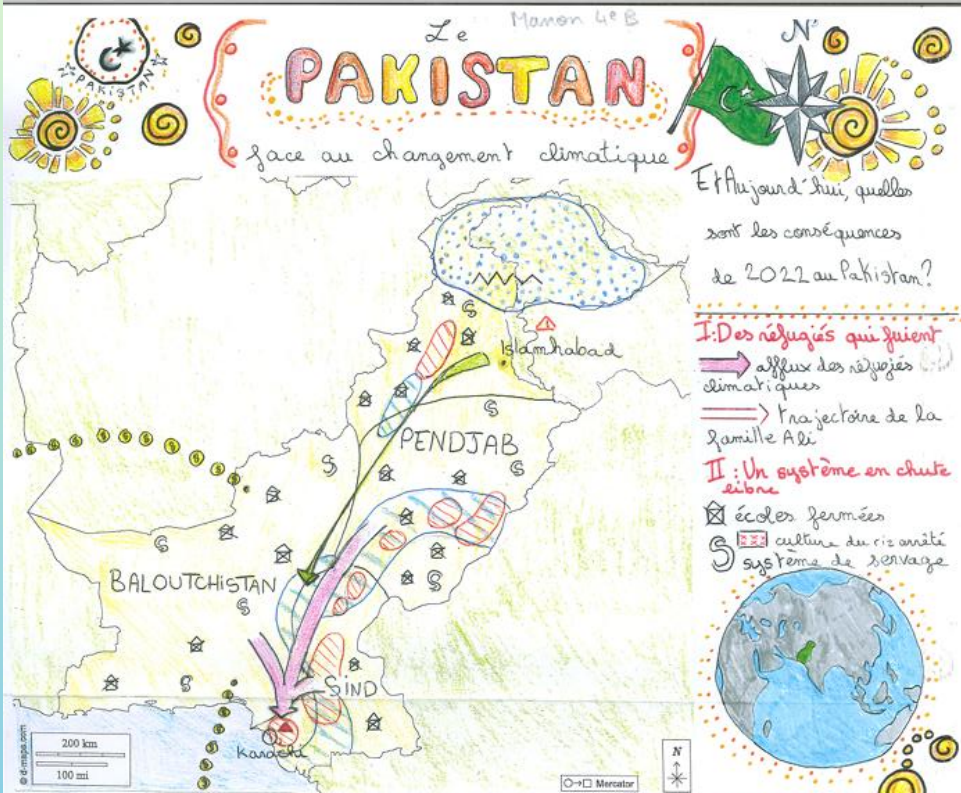 Manon 4e B
Le
PAKISTAN
face au changement climatique
PAKISTAN
N
Et Aujourd'hui, quelles
sont les conséquences
de 2022 au Pakistan?
I: Des réfugiés qui fuient
afflux des réfugiés
climatiques
trajectoire de la
famille Ali
II: Un système en chute
libre
écoles fermées
culture du riz arrêté
S système de servage
Islamhabad
PENDJAB
BALOUTCHISTAN
SIND
Karachi
200 km
100 mi
© d-maps.com
Mercator
N